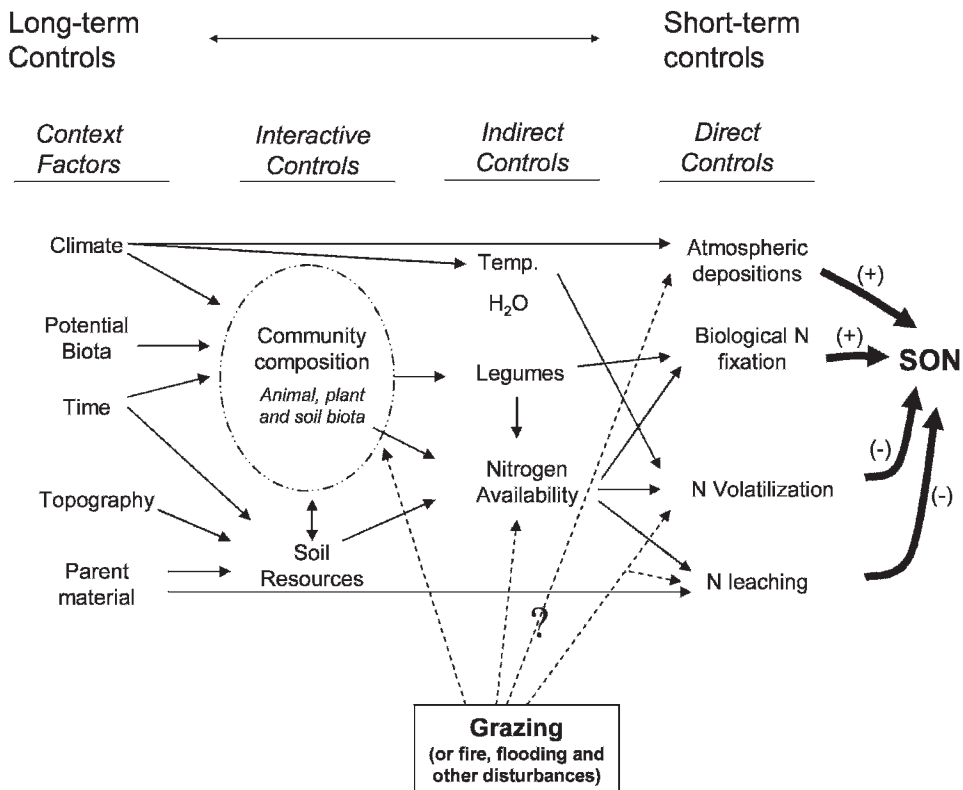 Long-term
Controls
Short-term
controls
Context
Factors
Interactive
Controls
Indirect
Controls
Direct
Controls
Climate
Potential
Biota
Time
Topography
Parent
material
Community
composition
Animal, plant
and soil biota
Soil
Resources
Temp.
H₂O
Legumes
Nitrogen
Availability
Atmospheric
depositions
Biological N
fixation
N Volatilization
N leaching
(+)
(+)
SON
(-)
(-)
?
Grazing
(or fire, flooding and
other disturbances)